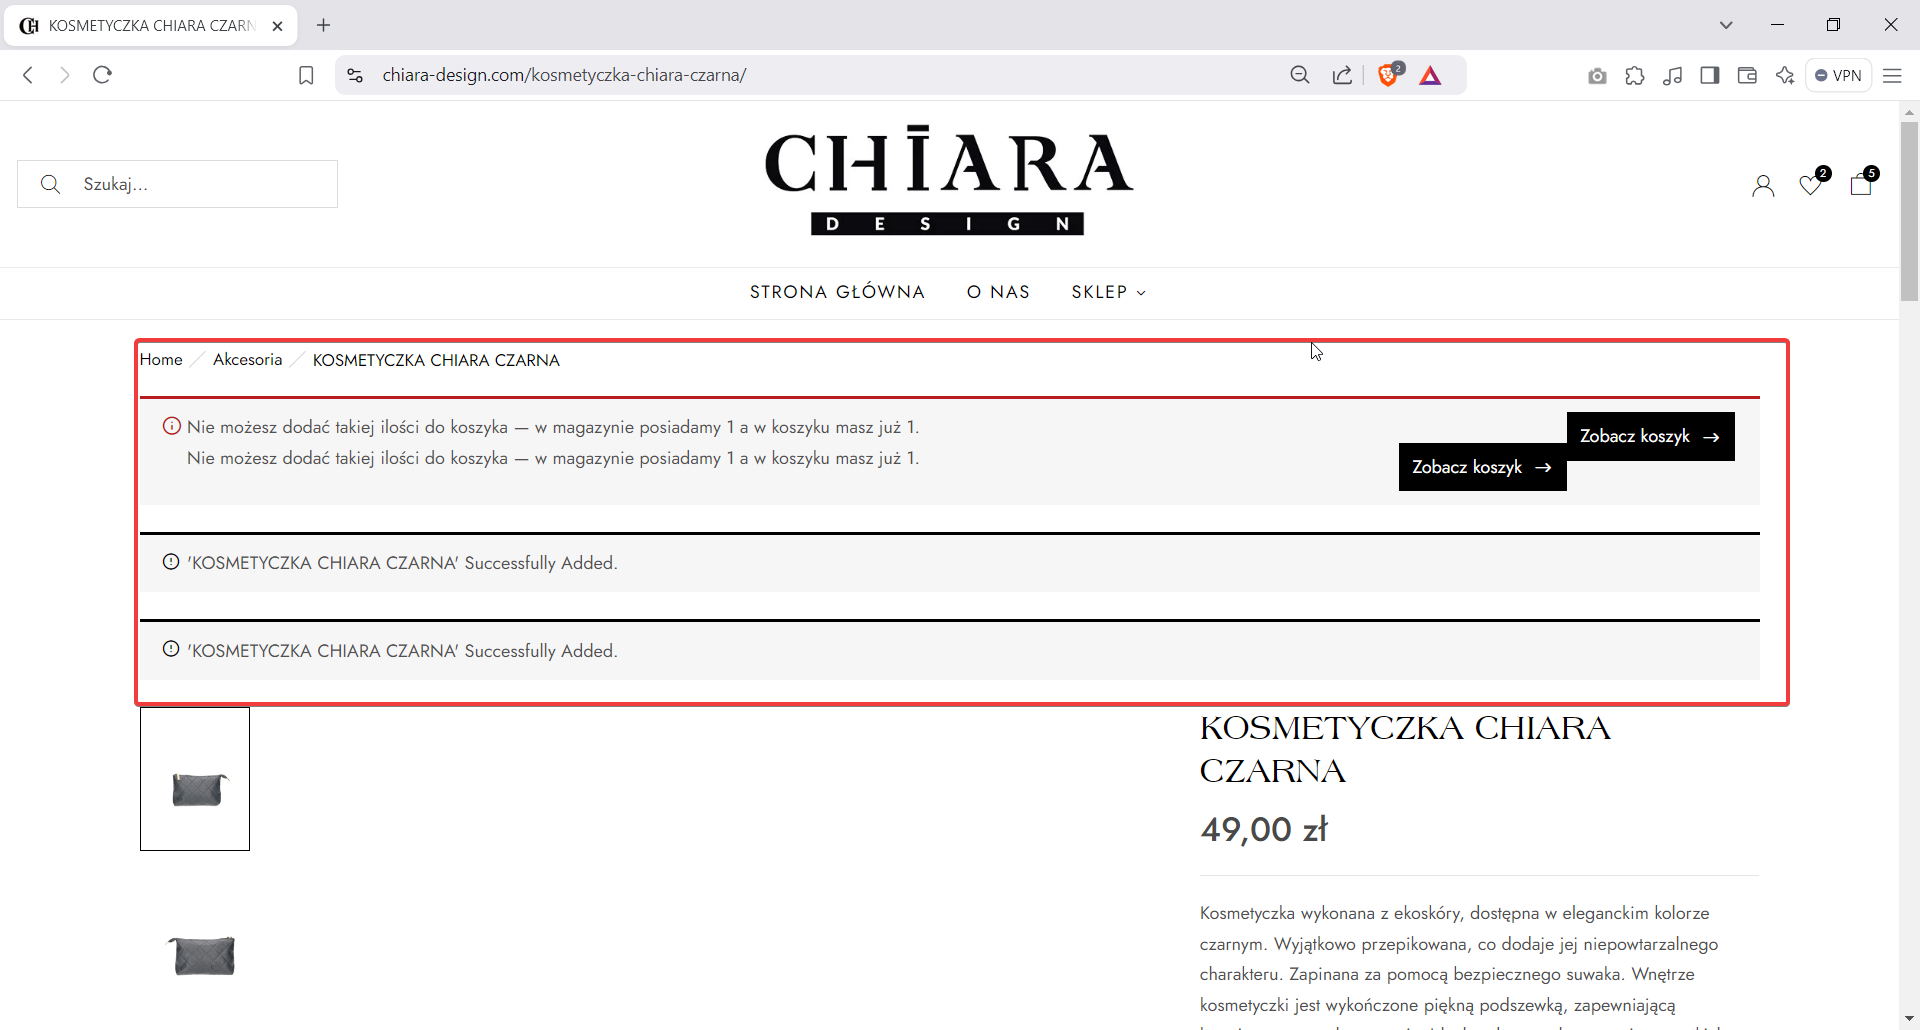 KOSMETYCZKA CHIARA CZARN
chiara-design.com/kosmetyczka-chiara-czarna/
2
VPN
Szukaj...
CHIARA
DESIGN
2
5
STRONA GŁÓWNA
O NAS
SKLEP
Home / Akcesoria / KOSMETYCZKA CHIARA CZARNA
Nie możesz dodać takiej ilości do koszyka — w magazynie posiadamy 1 a w koszyku masz już 1.
Zobacz koszyk →
Nie możesz dodać takiej ilości do koszyka — w magazynie posiadamy 1 a w koszyku masz już 1.
Zobacz koszyk →
'KOSMETYCZKA CHIARA CZARNA' Successfully Added.
'KOSMETYCZKA CHIARA CZARNA' Successfully Added.
KOSMETYCZKA CHIARA
CZARNA
49,00 zł
Kosmetyczka wykonana z ekoskóry, dostępna w eleganckim kolorze
czarnym. Wyjątkowo przepikowana, co dodaje jej niepowtarzalnego
charakteru. Zapinana za pomocą bezpiecznego suwaka. Wnętrze
kosmetyczki jest wykończone piękną podszewką, zapewniającą